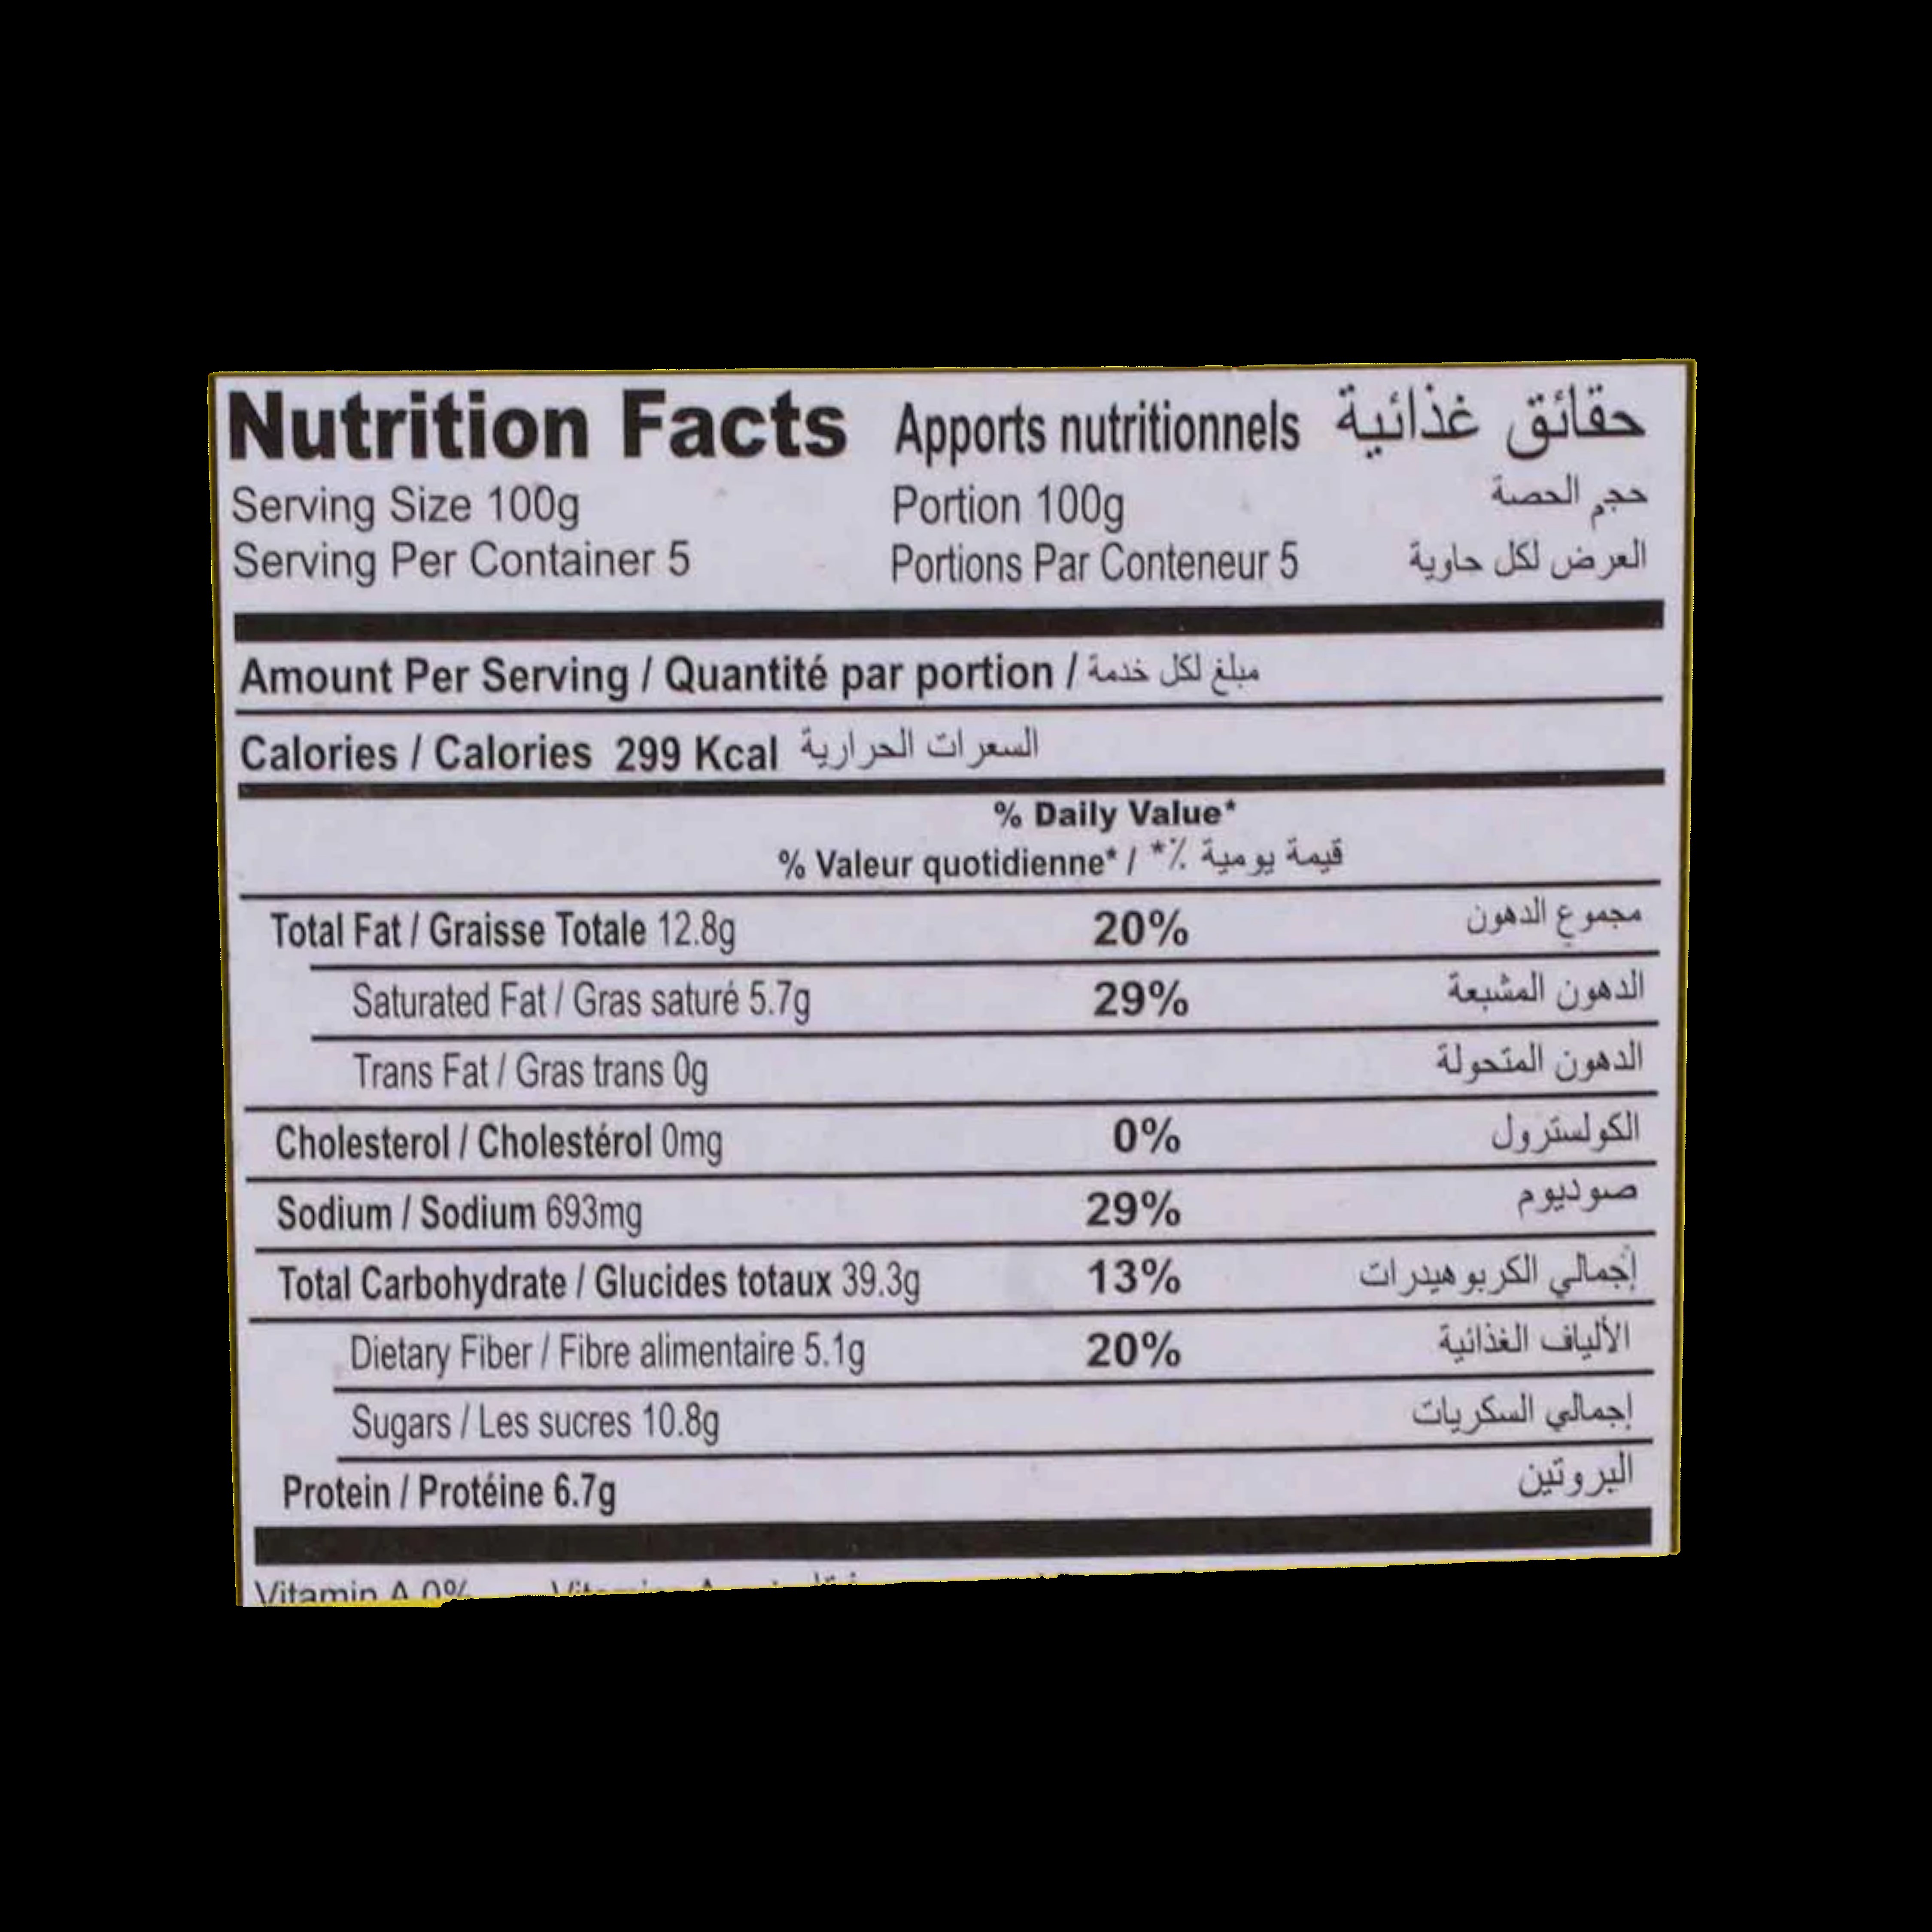 Nutrition Facts Apports nutritionnels حقائق غذائية
Serving Size 100g Portion 100g حجم الحصة
Serving Per Container 5 Portions Par Conteneur 5 العرض لكل حاوية
Amount Per Serving / Quantité par portion / مبلغ لكل خدمة
Calories / Calories 299 Kcal السعرات الحرارية
% Daily Value*
% Valeur quotidienne* / *٪ قيمة يومية
Total Fat / Graisse Totale 12.8g 20% مجموع الدهون
Saturated Fat / Gras saturé 5.7g 29% الدهون المشبعة
Trans Fat / Gras trans 0g الدهون المتحولة
Cholesterol / Cholestérol 0mg 0% الكولسترول
Sodium / Sodium 693mg 29% صوديوم
Total Carbohydrate / Glucides totaux 39.3g 13% إجمالي الكربوهيدرات
Dietary Fiber / Fibre alimentaire 5.1g 20% الألياف الغذائية
Sugars / Les sucres 10.8g إجمالي السكريات
Protein / Protéine 6.7g البروتين
Vitamin A 0%